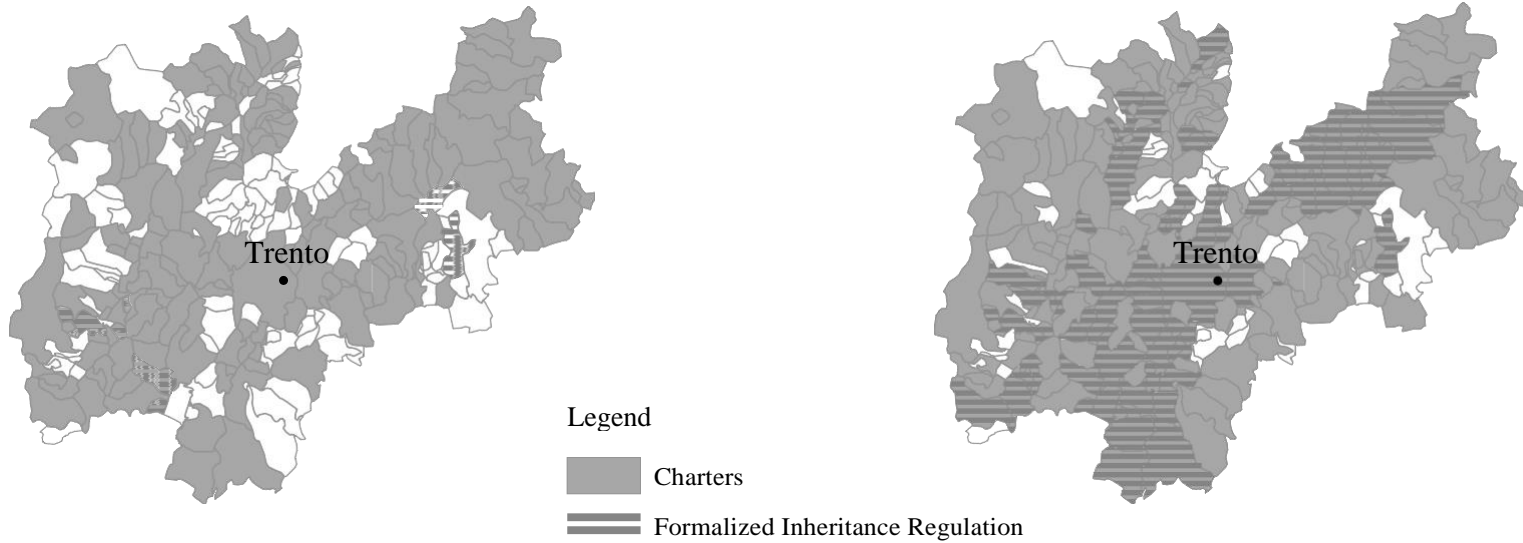 Trento
Trento
Legend
Charters
Formalized Inheritance Regulation